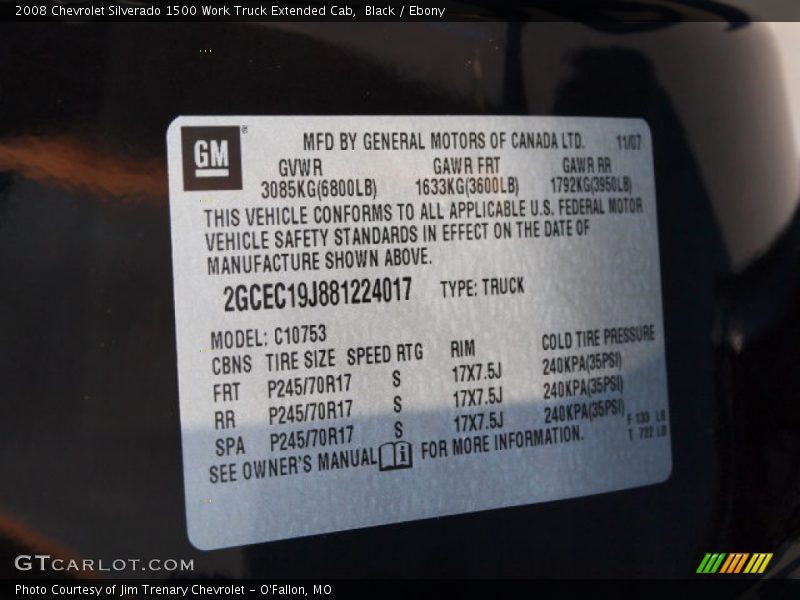 2008 Chevrolet Silverado 1500 Work Truck Extended Cab, Black / Ebony
GM®
MFD BY GENERAL MOTORS OF CANADA LTD. 11/07
GVWR GAWR FRT GAWR RR
3085KG(6800LB) 1633KG(3600LB) 1792KG(3950LB)
THIS VEHICLE CONFORMS TO ALL APPLICABLE U.S. FEDERAL MOTOR
VEHICLE SAFETY STANDARDS IN EFFECT ON THE DATE OF
MANUFACTURE SHOWN ABOVE.
2GCEC19J881224017 TYPE: TRUCK
MODEL: C10753
CBNS TIRE SIZE SPEED RTG RIM COLD TIRE PRESSURE
FRT P245/70R17 S 17X7.5J 240KPA(35PSI)
RR P245/70R17 S 17X7.5J 240KPA(35PSI)
SPA P245/70R17 S 17X7.5J 240KPA(35PSI)
F 133 LB
T 722 LB
SEE OWNER'S MANUAL i FOR MORE INFORMATION.
GTCARLOT.COM
Photo Courtesy of Jim Trenary Chevrolet - O'Fallon, MO